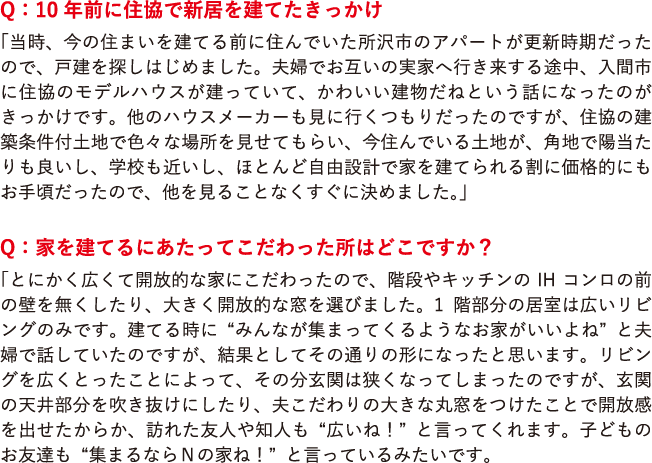 Q：10 年前に住協で新居を建てたきっかけ
｢当時、今の住まいを建てる前に住んでいた所沢市のアパートが更新時期だった
ので、戸建を探しはじめました。夫婦でお互いの実家へ行き来する途中、入間市
に住協のモデルハウスが建っていて、かわいい建物だねという話になったのが
きっかけです。他のハウスメーカーも見に行くつもりだったのですが、住協の建
築条件付土地で色々な場所を見せてもらい、今住んでいる土地が、角地で陽当た
りも良いし、学校も近いし、ほとんど自由設計で家を建てられる割に価格的にも
お手頃だったので、他を見ることなくすぐに決めました。｣
Q：家を建てるにあたってこだわった所はどこですか？
｢とにかく広くて開放的な家にこだわったので、階段やキッチンの IH コンロの前
の壁を無くしたり、大きく開放的な窓を選びました。1 階部分の居室は広いリビ
ングのみです。建てる時に “みんなが集まってくるようなお家がいいよね” と夫
婦で話していたのですが、結果としてその通りの形になったと思います。リビン
グを広くとったことによって、その分玄関は狭くなってしまったのですが、玄関
の天井部分を吹き抜けにしたり、夫こだわりの大きな丸窓をつけたことで開放感
を出せたからか、訪れた友人や知人も “広いね！” と言ってくれます。子どもの
お友達も “集まるならＮの家ね！” と言っているみたいです。